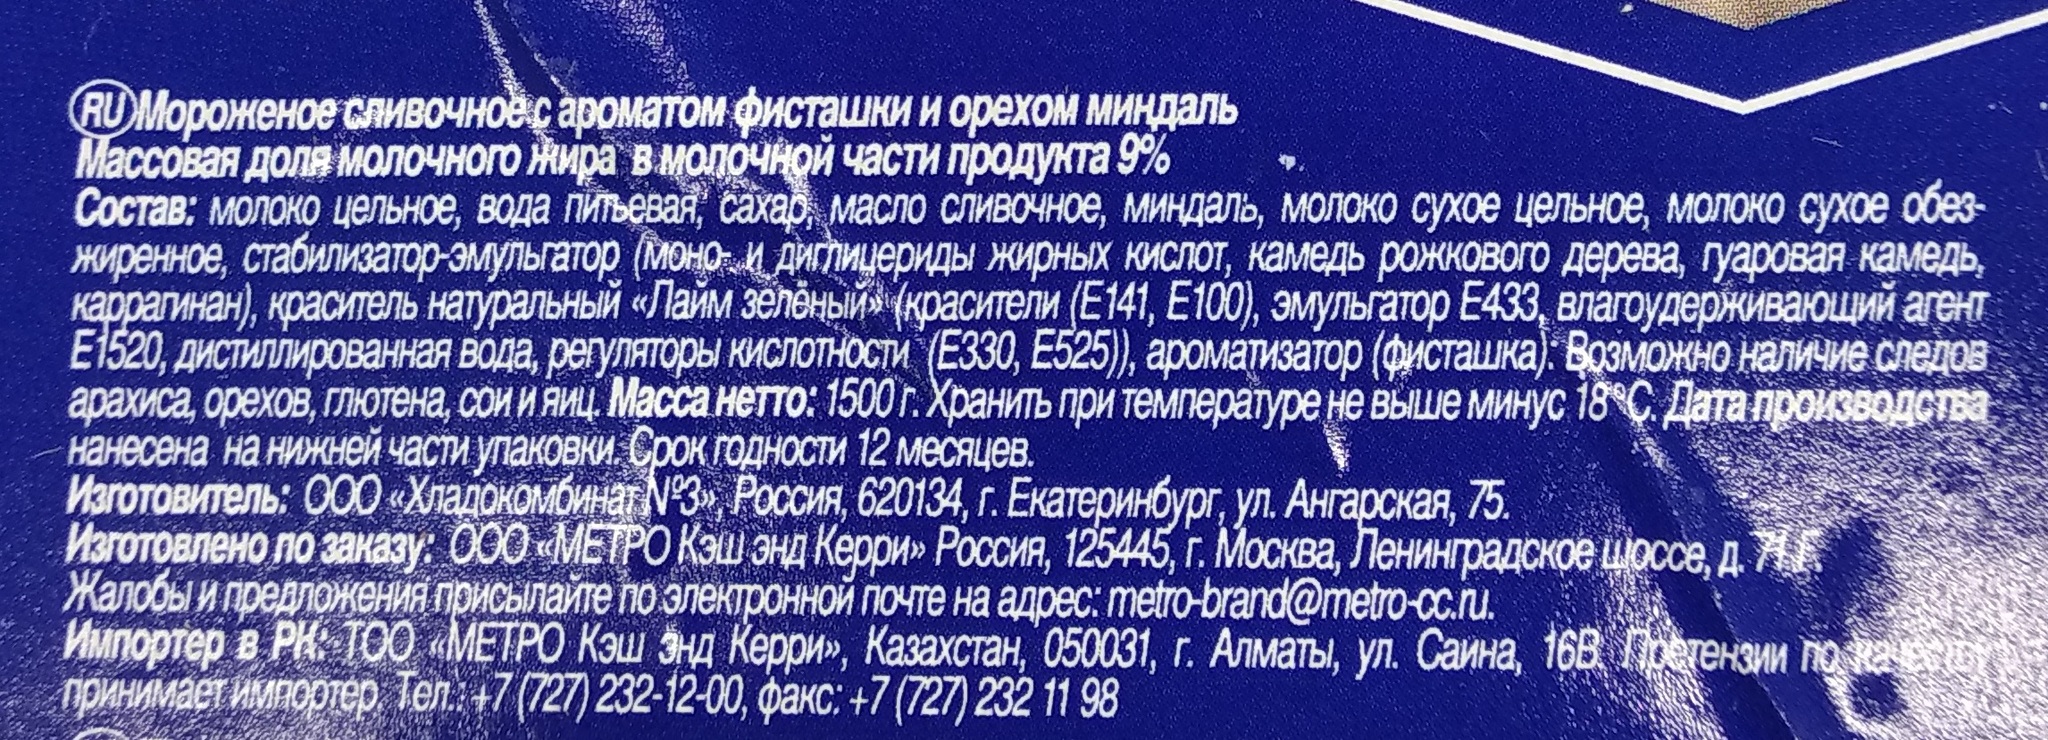 RU Мороженое сливочное с ароматом фисташки и орехом миндаль
Массовая доля молочного жира в молочной части продукта 9%
Состав: молоко цельное, вода питьевая, сахар, масло сливочное, миндаль, молоко сухое цельное, молоко сухое обез-
жиренное, стабилизатор-эмульгатор (моно- и диглицериды жирных кислот, камедь рожкового дерева, гуаровая камедь,
каррагинан), краситель натуральный «Лайм зелёный» (красители (Е141, Е100), эмульгатор Е433, влагоудерживающий агент
Е1520, дистиллированная вода, регуляторы кислотности (Е330, Е525)), ароматизатор (фисташка). Возможно наличие следов
арахиса, орехов, глютена, сои и яиц. Масса нетто: 1500 г. Хранить при температуре не выше минус 18°С. Дата производства
нанесена на нижней части упаковки. Срок годности 12 месяцев.
Изготовитель: ООО «Хладокомбинат №3», Россия, 620134, г. Екатеринбург, ул. Ангарская, 75.
Изготовлено по заказу: ООО «МЕТРО Кэш энд Керри» Россия, 125445, г. Москва, Ленинградское шоссе, д. 71 Г.
Жалобы и предложения присылайте по электронной почте на адрес: metro-brand@metro-cc.ru.
Импортер в РК: ТОО «МЕТРО Кэш энд Керри», Казахстан, 050031, г. Алматы, ул. Саина, 16В. Претензии по
принимает импортер. Тел.: +7 (727) 232-12-00, факс: +7 (727) 232 11 98